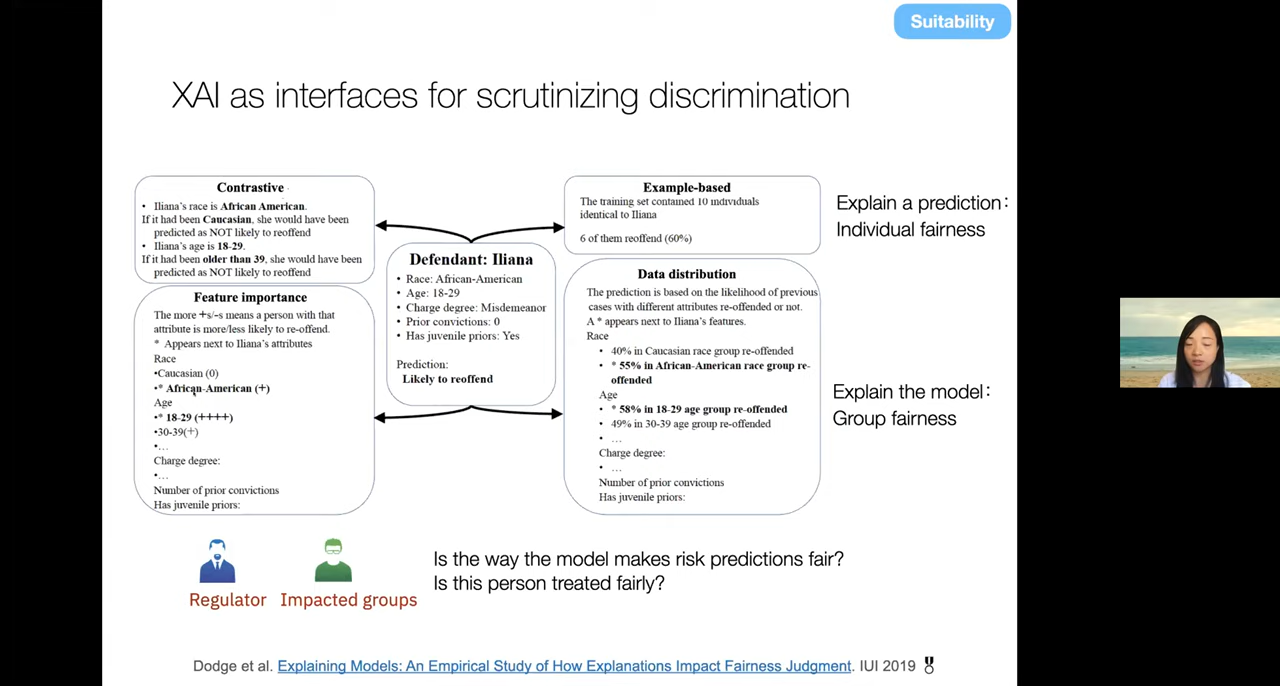 Suitability
XAI as interfaces for scrutinizing discrimination
Contrastive
• Iliana's race is African American.
If it had been Caucasian, she would have been
predicted as NOT likely to reoffend
• Iliana's age is 18-29.
If it had been older than 39, she would have been
predicted as NOT likely to reoffend
Feature importance
The more +s/-s means a person with that
attribute is more/less likely to re-offend.
* Appears next to Iliana's attributes
Race
•Caucasian (0)
•* African-American (+)
Age
•* 18-29 (++++)
•30-39(+)
•…
Charge degree:
•…
Number of prior convictions
Has juvenile priors:
Defendant: Iliana
• Race: African-American
• Age: 18-29
• Charge degree: Misdemeanor
• Prior convictions: 0
• Has juvenile priors: Yes
Prediction:
Likely to reoffend
Example-based
The training set contained 10 individuals
identical to Iliana
6 of them reoffend (60%)
Data distribution
The prediction is based on the likelihood of previous
cases with different attributes re-offended or not.
A * appears next to Iliana's features.
Race
• 40% in Caucasian race group re-offended
• * 55% in African-American race group re-
offended
Age
• * 58% in 18-29 age group re-offended
• 49% in 30-39 age group re-offended
• …
Charge degree:
• …
Number of prior convictions
Has juvenile priors:
Explain a prediction:
Individual fairness
Explain the model:
Group fairness
Regulator
Impacted groups
Is the way the model makes risk predictions fair?
Is this person treated fairly?
Dodge et al. Explaining Models: An Empirical Study of How Explanations Impact Fairness Judgment. IUI 2019